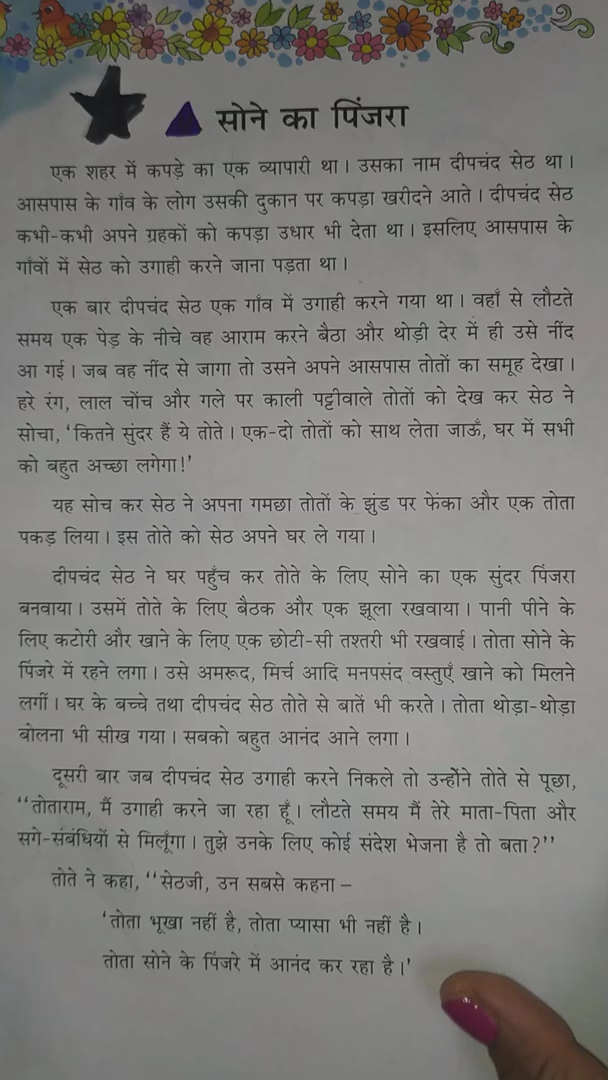 सोने का पिंजरा
एक शहर में कपड़े का एक व्यापारी था। उसका नाम दीपचंद सेठ था।
आसपास के गाँव के लोग उसकी दुकान पर कपड़ा खरीदने आते। दीपचंद सेठ
कभी-कभी अपने ग्रहकों को कपड़ा उधार भी देता था। इसलिए आसपास के
गाँवों में सेठ को उगाही करने जाना पड़ता था।
एक बार दीपचंद सेठ एक गाँव में उगाही करने गया था। वहाँ से लौटते
समय एक पेड़ के नीचे वह आराम करने बैठा और थोड़ी देर में ही उसे नींद
आ गई। जब वह नींद से जागा तो उसने अपने आसपास तोतों का समूह देखा।
हरे रंग, लाल चोंच और गले पर काली पट्टीवाले तोतों को देख कर सेठ ने
सोचा, ‘कितने सुंदर हैं ये तोते। एक-दो तोतों को साथ लेता जाऊँ, घर में सभी
को बहुत अच्छा लगेगा!’
यह सोच कर सेठ ने अपना गमछा तोतों के झुंड पर फेंका और एक तोता
पकड़ लिया। इस तोते को सेठ अपने घर ले गया।
दीपचंद सेठ ने घर पहुँच कर तोते के लिए सोने का एक सुंदर पिंजरा
बनवाया। उसमें तोते के लिए बैठक और एक झूला रखवाया। पानी पीने के
लिए कटोरी और खाने के लिए एक छोटी-सी तश्तरी भी रखवाई। तोता सोने के
पिंजरे में रहने लगा। उसे अमरूद, मिर्च आदि मनपसंद वस्तुएँ खाने को मिलने
लगीं। घर के बच्चे तथा दीपचंद सेठ तोते से बातें भी करते। तोता थोड़ा-थोड़ा
बोलना भी सीख गया। सबको बहुत आनंद आने लगा।
दूसरी बार जब दीपचंद सेठ उगाही करने निकले तो उन्होंने तोते से पूछा,
‘‘तोताराम, मैं उगाही करने जा रहा हूँ। लौटते समय मैं तेरे माता-पिता और
सगे-संबंधियों से मिलूँगा। तुझे उनके लिए कोई संदेश भेजना है तो बता?’’
तोते ने कहा, ‘‘सेठजी, उन सबसे कहना –
‘तोता भूखा नहीं है, तोता प्यासा भी नहीं है।
तोता सोने के पिंजरे में आनंद कर रहा है।’